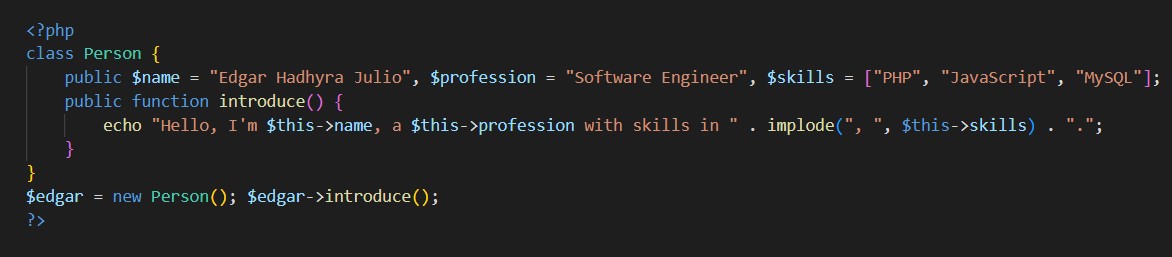 <?php
class Person {
    public $name = "Edgar Hadhyra Julio", $profession = "Software Engineer", $skills = ["PHP", "JavaScript", "MySQL"];
    public function introduce() {
        echo "Hello, I'm $this->name, a $this->profession with skills in " . implode(", ", $this->skills) . ".";
    }
}
$edgar = new Person(); $edgar->introduce();
?>